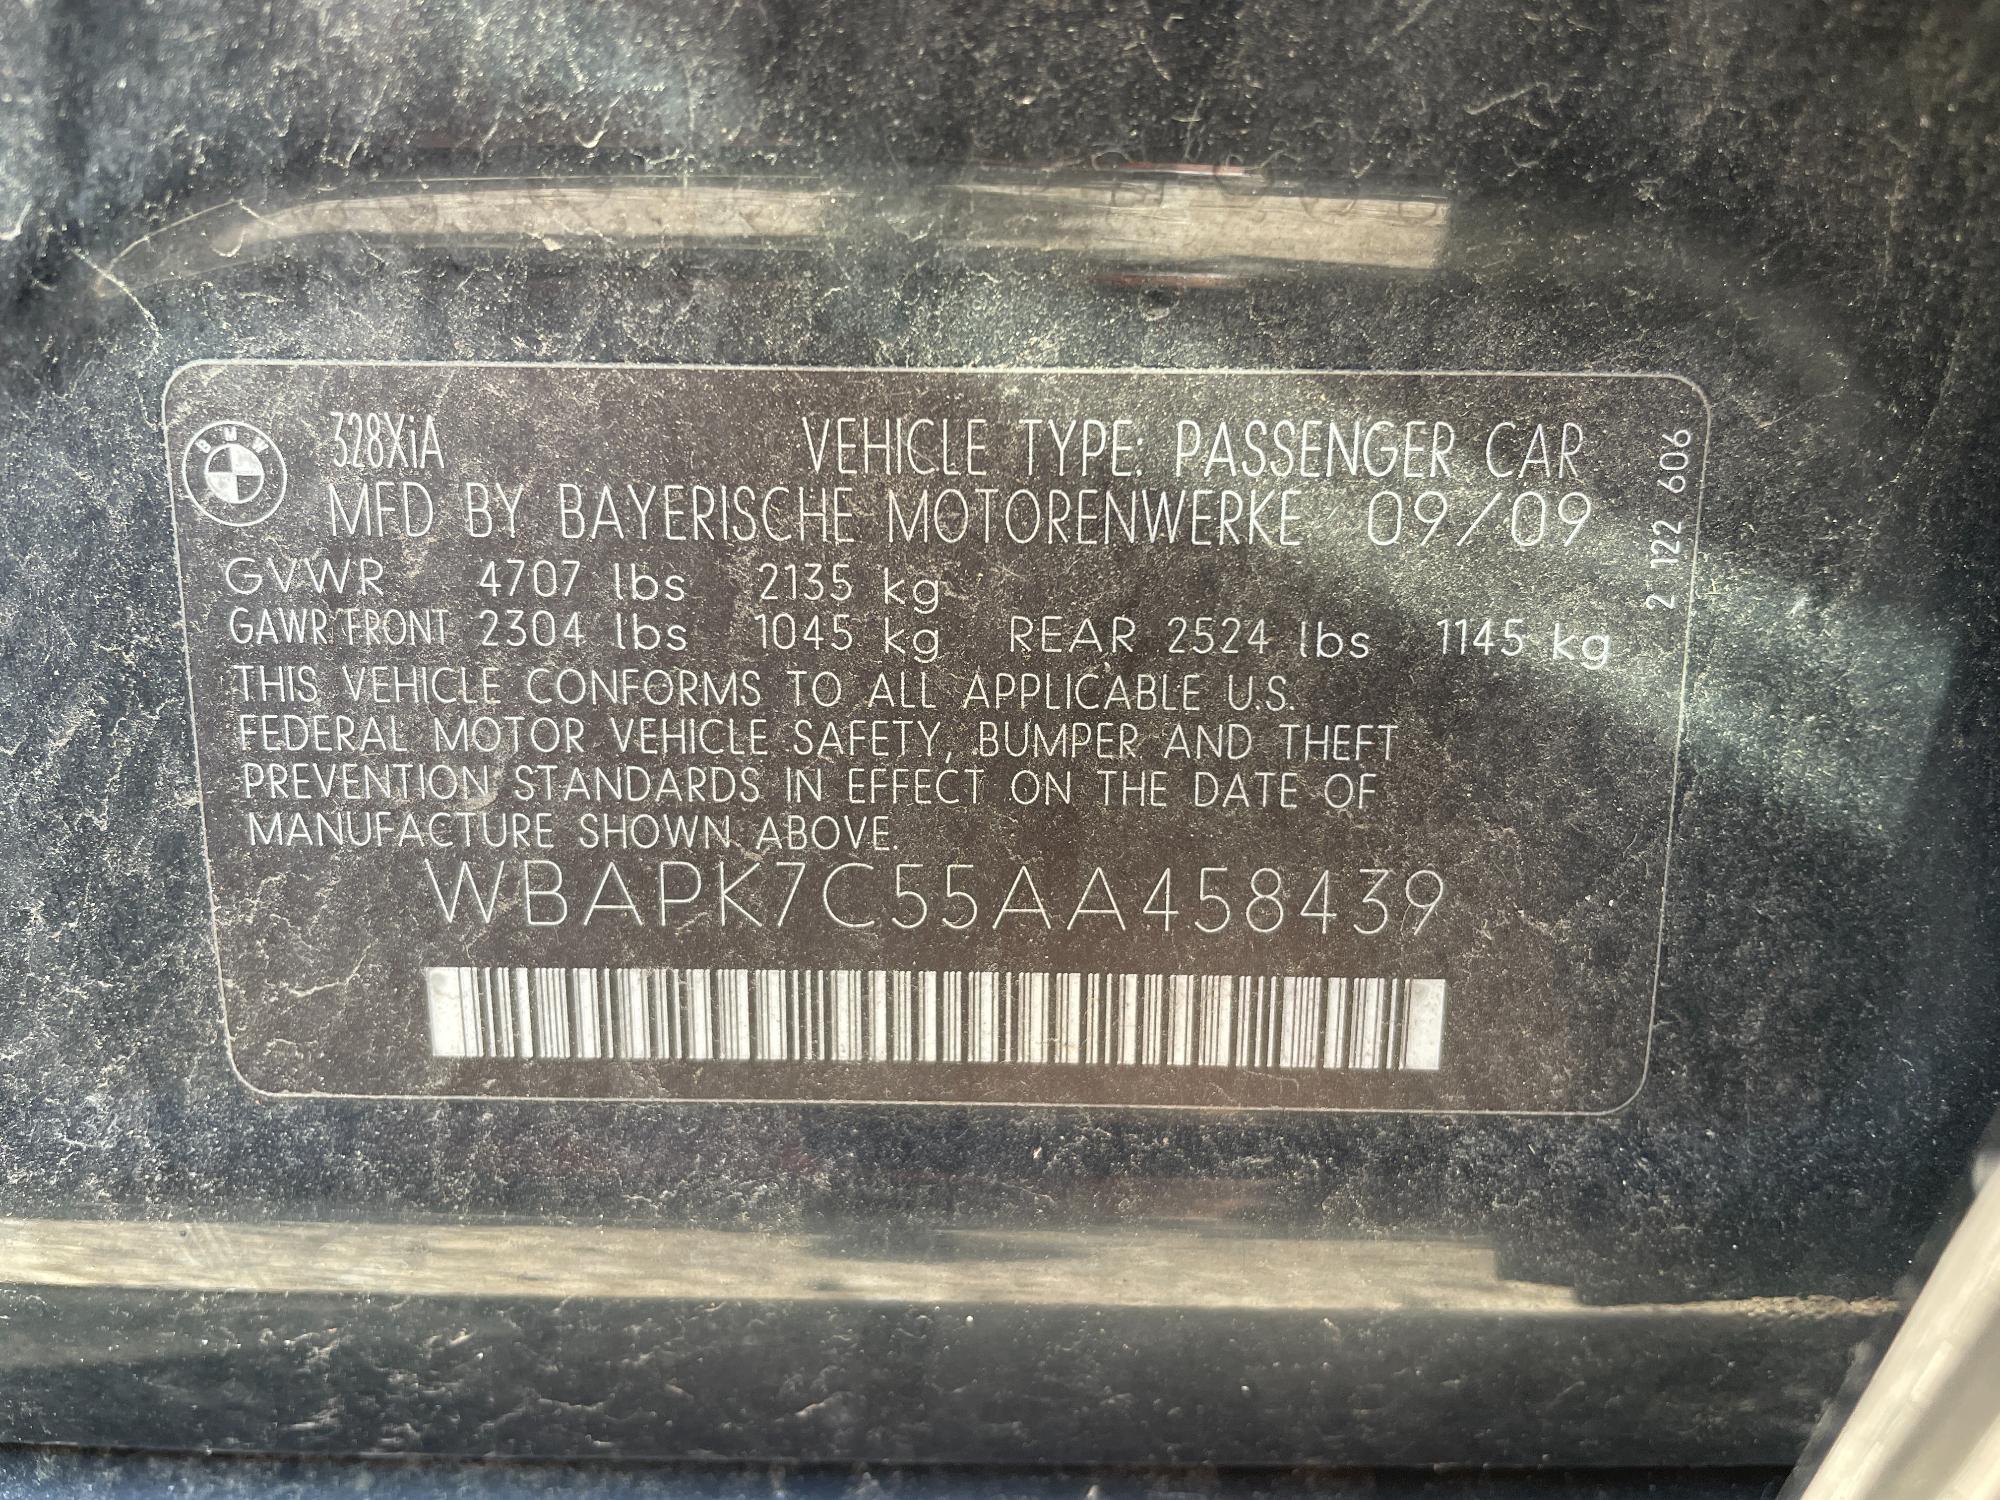 BMW
328XiA VEHICLE TYPE: PASSENGER CAR
MFD BY BAYERISCHE MOTORENWERKE 09/09
GVWR 4707 lbs 2135 kg
GAWR FRONT 2304 lbs 1045 kg REAR 2524 lbs 1145 kg
THIS VEHICLE CONFORMS TO ALL APPLICABLE U.S.
FEDERAL MOTOR VEHICLE SAFETY, BUMPER AND THEFT
PREVENTION STANDARDS IN EFFECT ON THE DATE OF
MANUFACTURE SHOWN ABOVE.
WBAPK7C55AA458439
2 122 606